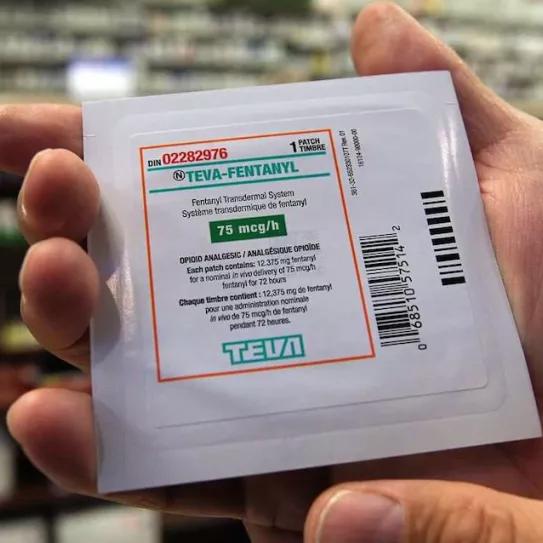 DIN 02282976
1 PATCH
TIMBRE
N TEVA-FENTANYL
Fentanyl Transdermal System
Système transdermique de fentanyl
75 mcg/h
OPIOID ANALGESIC / ANALGÉSIQUE OPIOÏDE
Each patch contains: 12.375 mg fentanyl
for a nominal in vivo delivery of 75 mcg/h
fentanyl for 72 hours
Chaque timbre contient : 12,375 mg de fentanyl
pour une administration nominale
in vivo de 75 mcg/h de fentanyl
pendant 72 heures.
TEVA
0 68510 57514 2